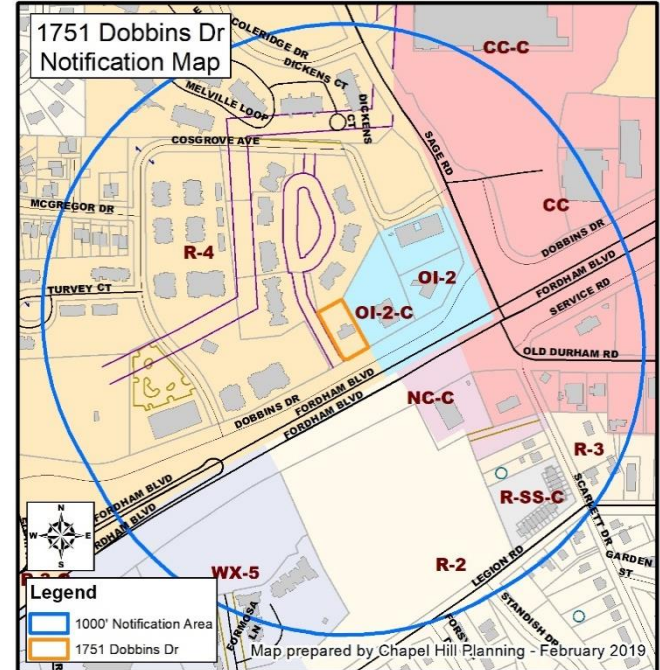 1751 Dobbins Dr
Notification Map
COLERIDGE DR
DICKENS CT
MELVILLE LOOP
DICKENS
CT
CC-C
COSGROVE AVE
SAGE RD
MCGREGOR DR
CC
R-4
DOBBINS DR
FORDHAM BLVD
SERVICE RD
TURVEY CT
OI-2
OI-2-C
OLD DURHAM RD
NC-C
DOBBINS DR
FORDHAM BLVD
FORDHAM BLVD
R-3
R-SS-C
SCARLETT DR
FORDHAM BLVD
N
W E
S
WX-5
R-2
LEGION RD
GARDEN
ST
STANDISH DR
FORMOSA
LN
Legend
1000' Notification Area
1751 Dobbins Dr
Map prepared by Chapel Hill Planning - February 2019